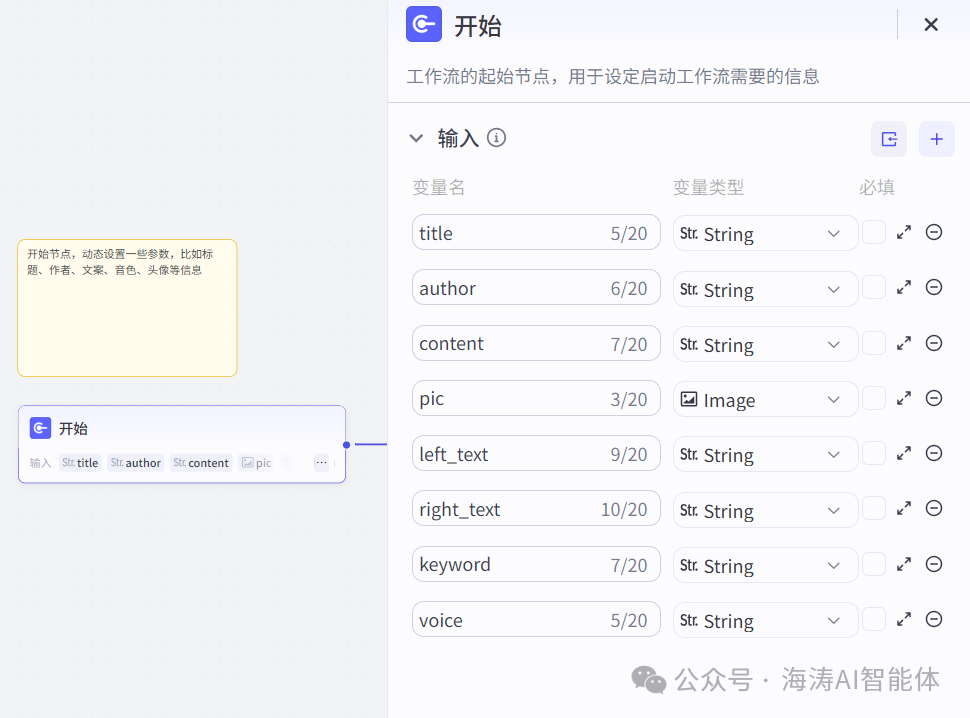 开始
工作流的起始节点，用于设定启动工作流需要的信息
输入
变量名 变量类型 必填
title 5/20 Str. String
author 6/20 Str. String
content 7/20 Str. String
pic 3/20 Image
left_text 9/20 Str. String
right_text 10/20 Str. String
keyword 7/20 Str. String
voice 5/20 Str. String
开始节点，动态设置一些参数，比如标
题、作者、文案、音色、头像等信息
开始
输入 Str. title Str. author Str. content pic ...
公众号 · 海涛AI智能体